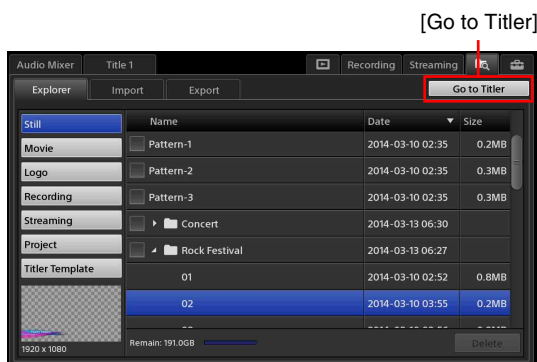 [Go to Titler]
Audio Mixer Title 1 Recording Streaming
Explorer Import Export Go to Titler
Still Name Date Size
Movie Pattern-1 2014-03-10 02:35 0.2MB
Logo Pattern-2 2014-03-10 02:35 0.3MB
Recording Pattern-3 2014-03-10 02:35 0.3MB
Streaming Concert 2014-03-13 06:30
Project Rock Festival 2014-03-13 06:27
Titler Template 01 2014-03-10 02:52 0.8MB
02 2014-03-10 03:55 0.2MB
1920 x 1080 Remain: 191.0GB Delete